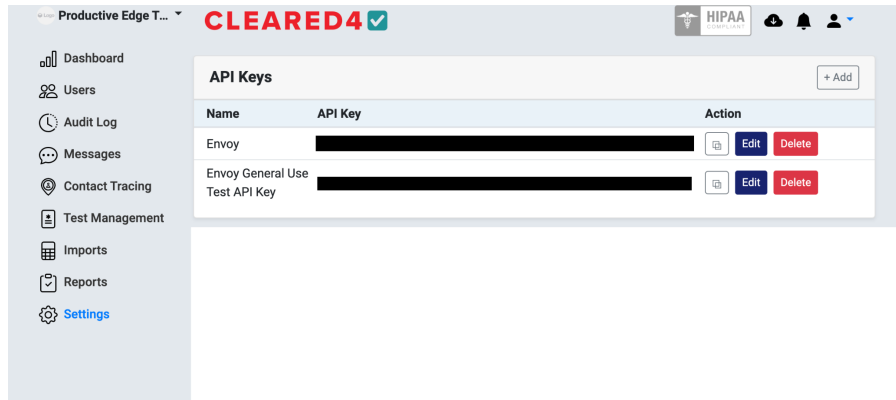 Productive Edge T...
CLEARED4
HIPAA
COMPLIANT
Dashboard
Users
Audit Log
Messages
Contact Tracing
Test Management
Imports
Reports
Settings
API Keys
+ Add
Name API Key Action
Envoy Edit Delete
Envoy General Use
Test API Key Edit Delete